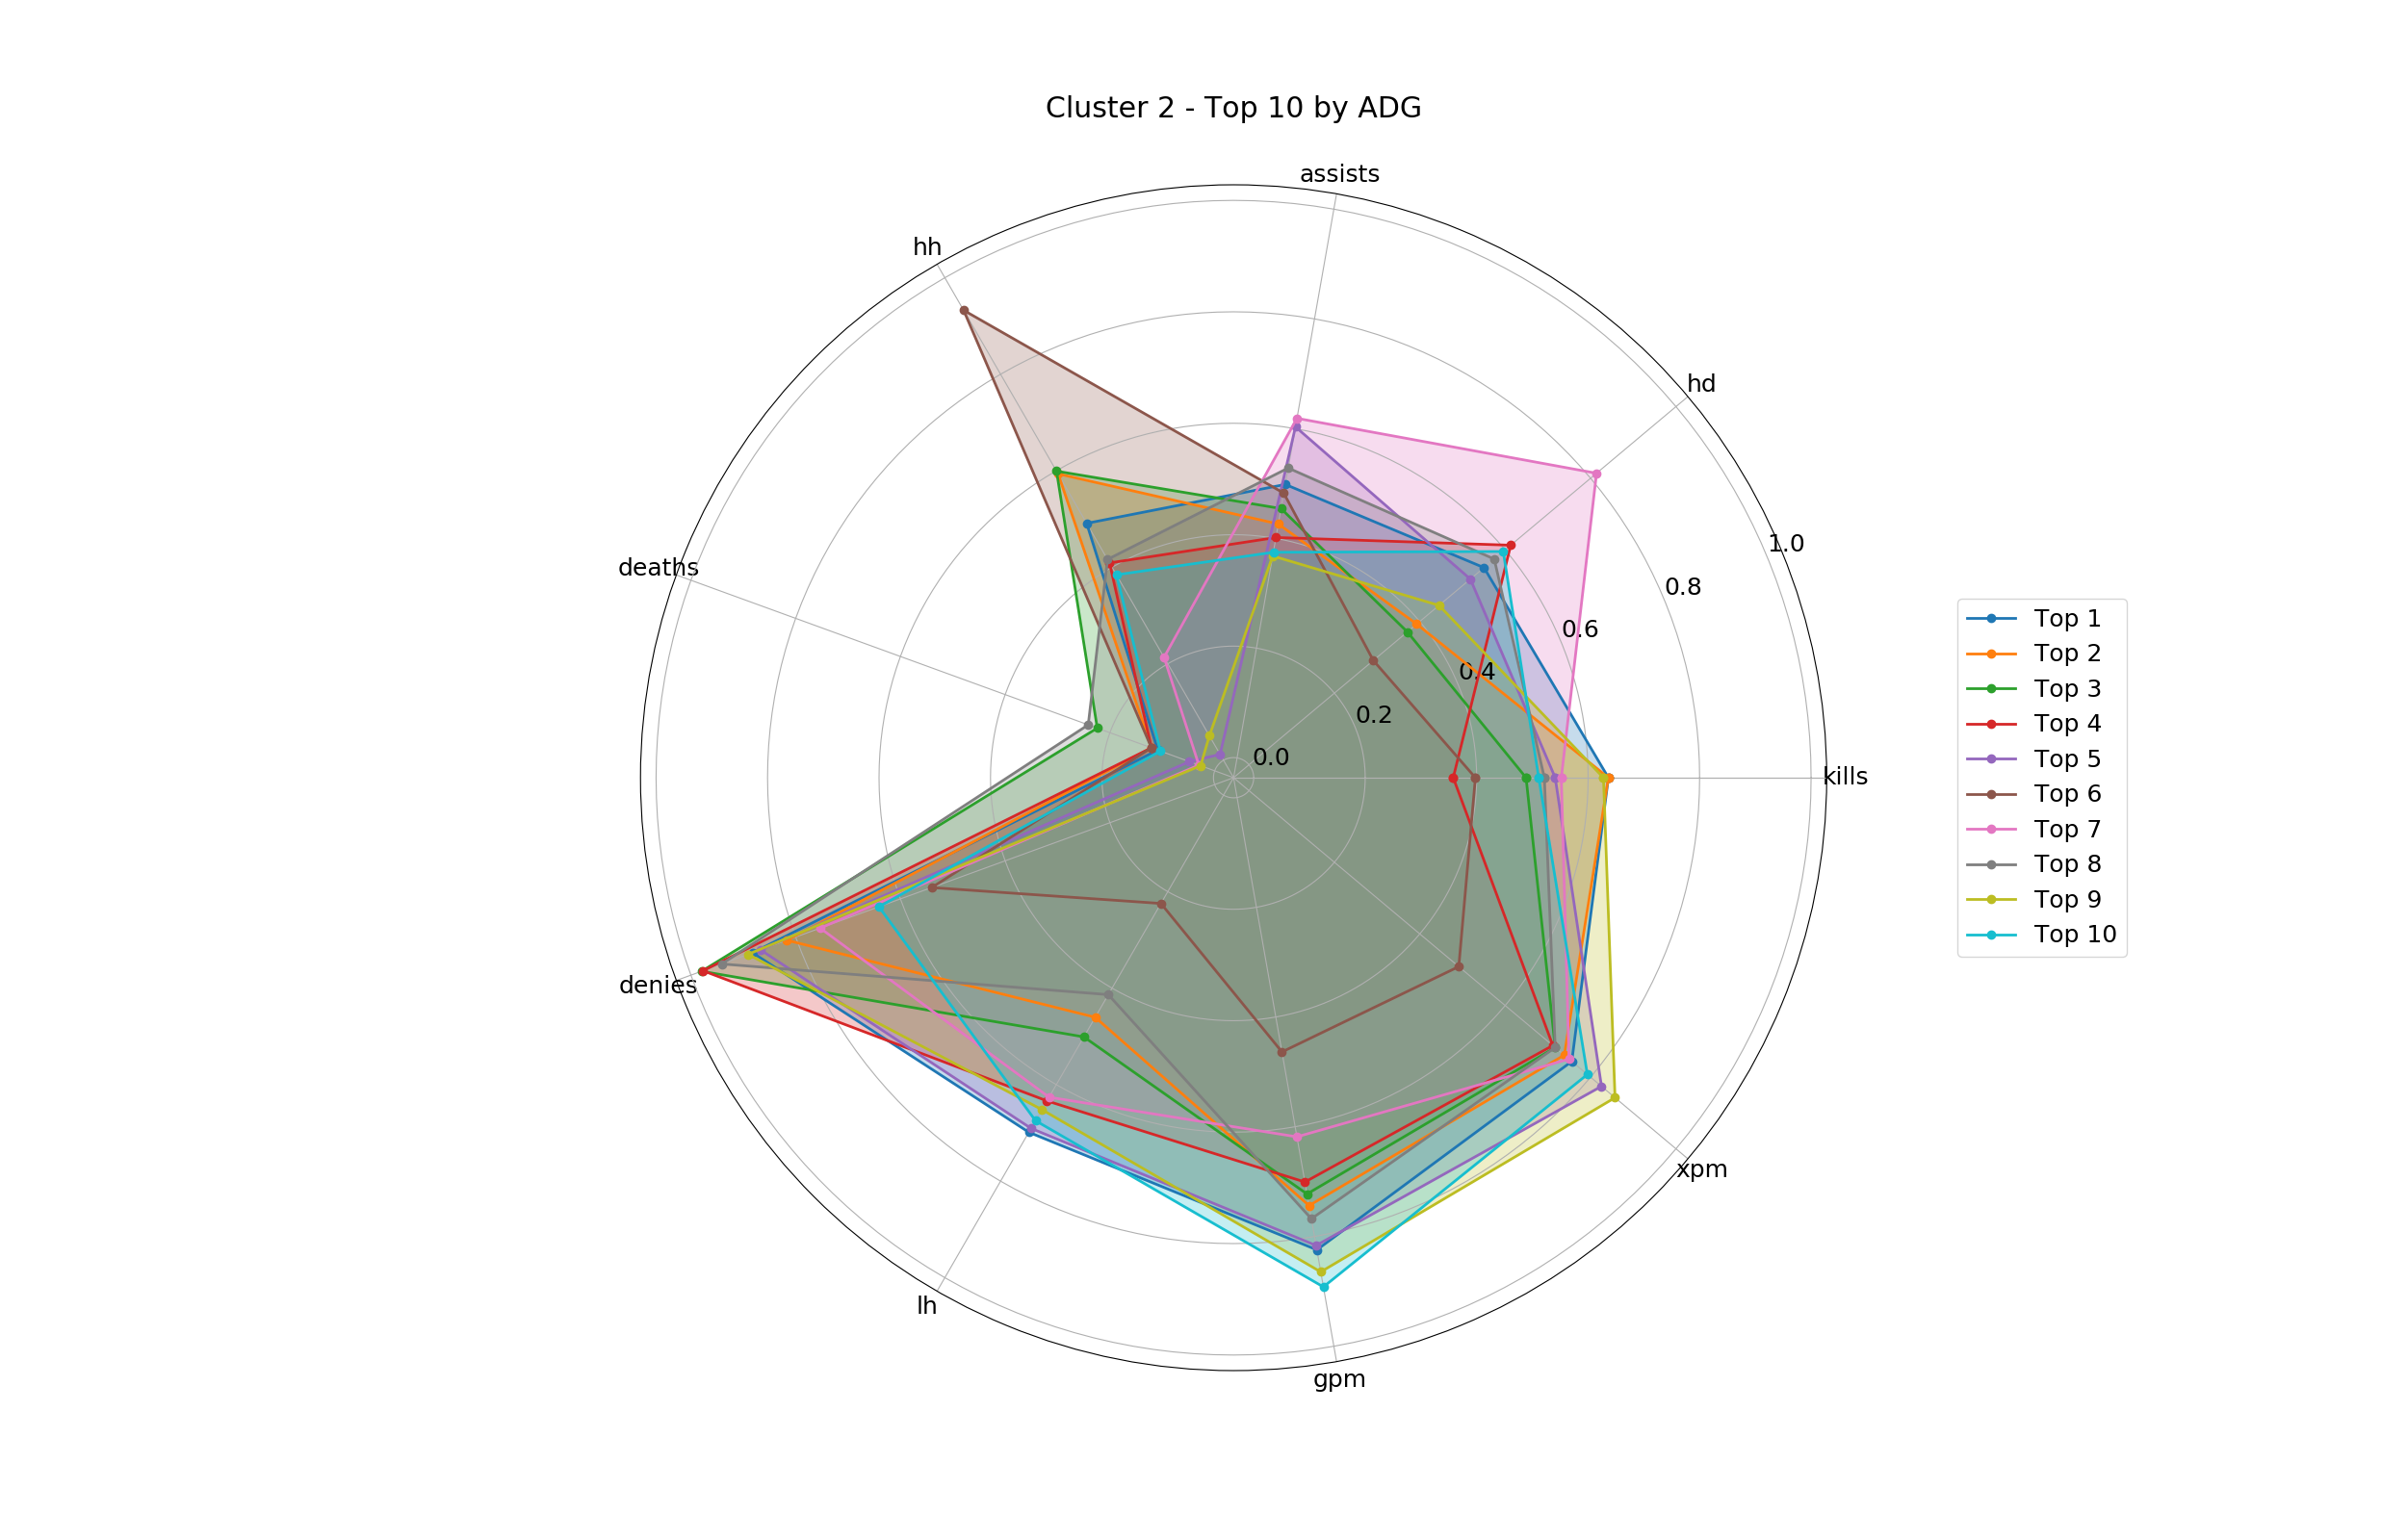 Cluster 2 - Top 10 by ADG
assists
hh
hd
deaths
1.0
0.8
0.6
0.4
0.2
0.0
kills
denies
xpm
lh
gpm
Top 1
Top 2
Top 3
Top 4
Top 5
Top 6
Top 7
Top 8
Top 9
Top 10